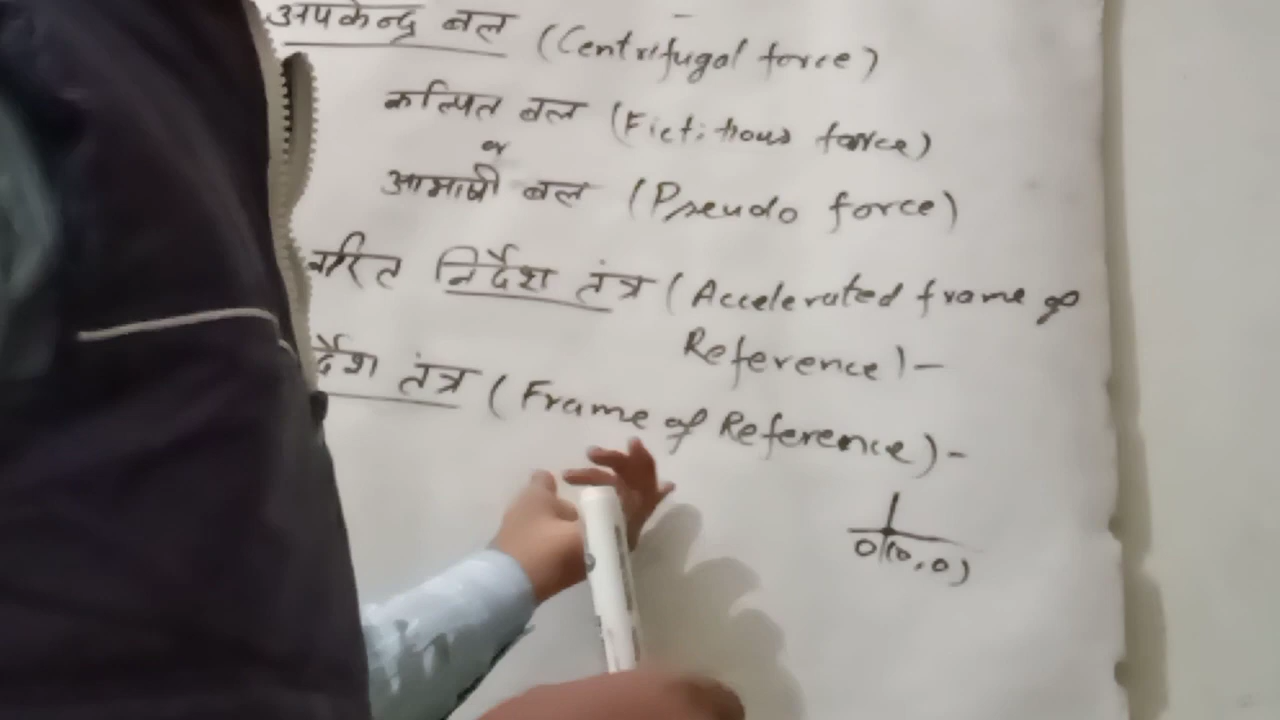 अपकेन्द्र बल (Centrifugal force)
कल्पित बल (Fictitious force)
or
आभाषी बल (Pseudo force)
त्वरित निर्देश तंत्र (Accelerated frame of
Reference) -
र्देश तंत्र (Frame of Reference) -
O(0,0)